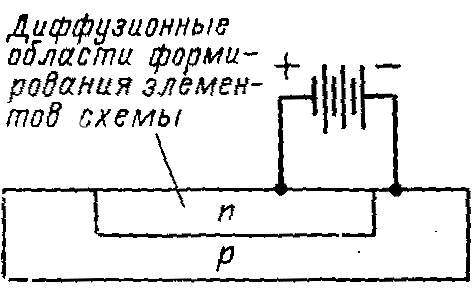 Диффузионные
области форми-
рования элемен-
тов схемы
+ −
n
p